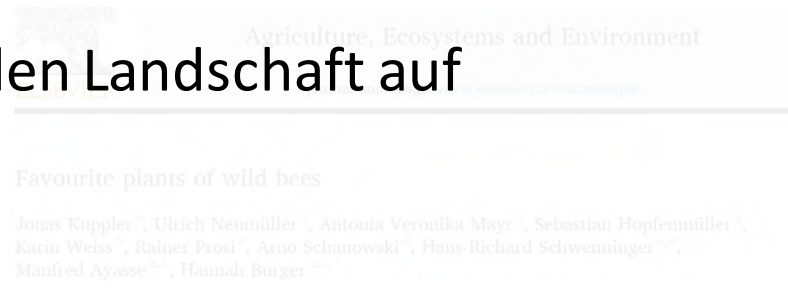 Agriculture, Ecosystems and Environment
len Landschaft auf
Favourite plants of wild bees
Jonas Kuppler, Ulrich Neumüller, Antonia Veronika Mayr, Sebastian Hopfenmüller,
Karin Weiss, Rainer Prosi, Arno Schanowski, Hans-Richard Schwenninger,
Manfred Ayasse, Hannah Burger